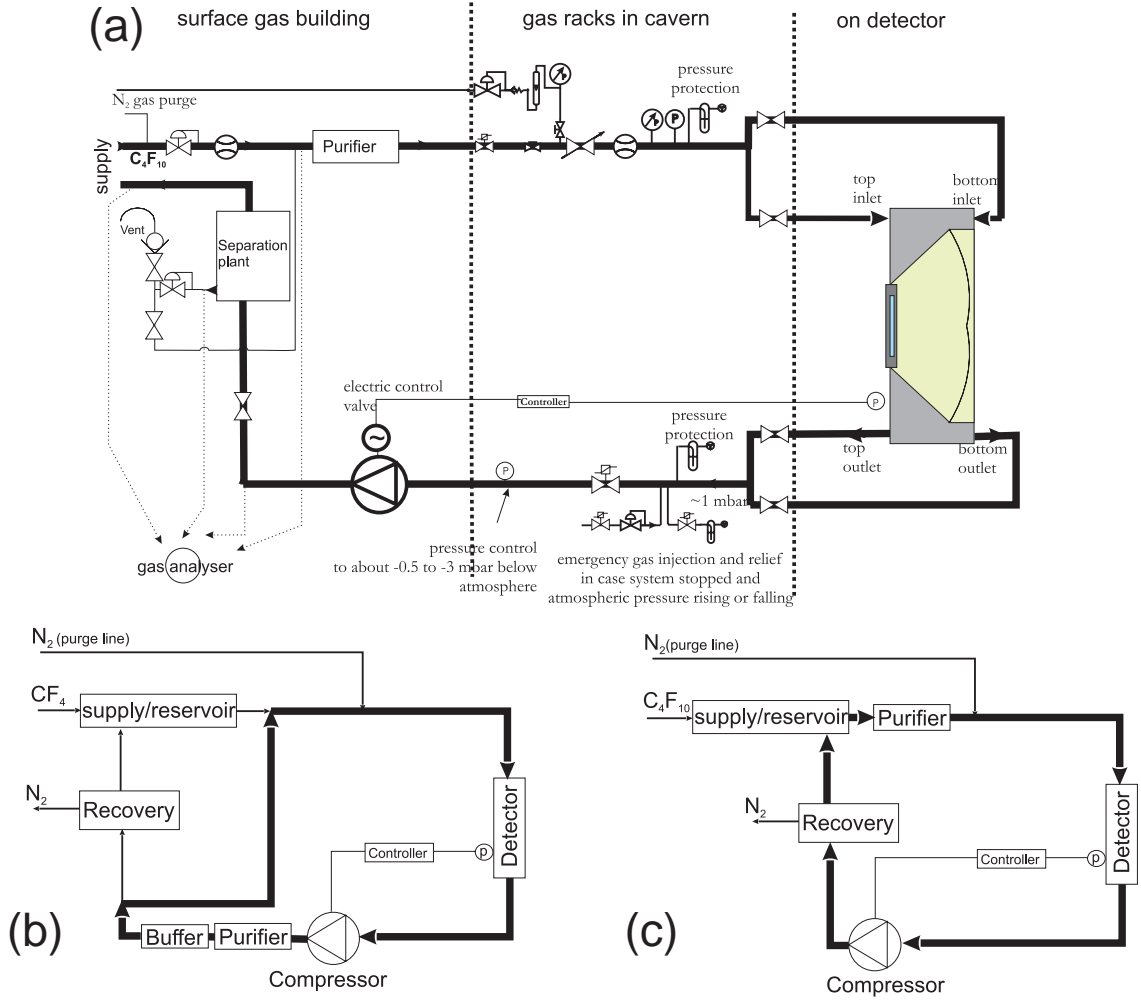 (a)
surface gas building
gas racks in cavern
on detector
N2 gas purge
supply
C4F10
Purifier
P
P
pressure
protection
top
inlet
bottom
inlet
Vent
Separation
plant
electric control
valve
~
Controller
P
pressure
protection
P
top
outlet
bottom
outlet
~1 mbar
gas analyser
pressure control
to about -0.5 to -3 mbar below
atmosphere
emergency gas injection and relief
in case system stopped and
atmospheric pressure rising or falling
N2 (purge line)
CF4
supply/reservoir
N2
Recovery
Controller
p
Detector
(b)
Buffer
Purifier
Compressor
N2(purge line)
C4F10
supply/reservoir
Purifier
N2
Recovery
Controller
p
Detector
(c)
Compressor